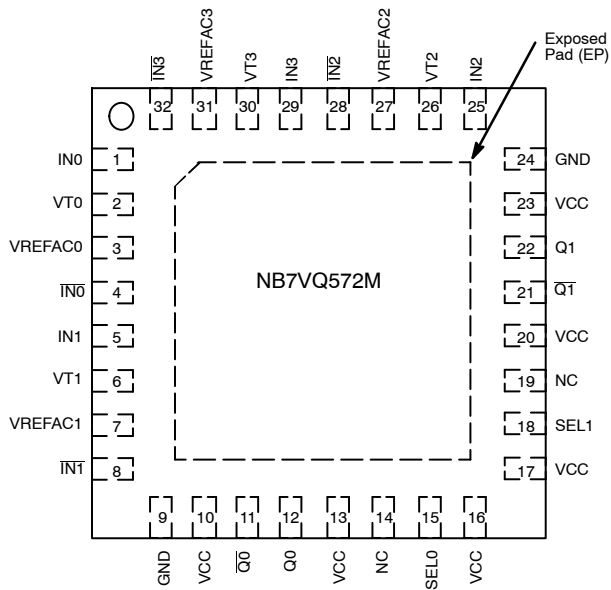 IN3 VREFAC3 VT3 IN3 IN2 VREFAC2 VT2 IN2
Exposed
Pad (EP)
32 31 30 29 28 27 26 25
IN0 1 24 GND
VT0 2 23 VCC
VREFAC0 3 22 Q1
NB7VQ572M
IN0 4 21 Q1
IN1 5 20 VCC
VT1 6 19 NC
VREFAC1 7 18 SEL1
IN1 8 17 VCC
9 10 11 12 13 14 15 16
GND VCC Q0 Q0 VCC NC SEL0 VCC